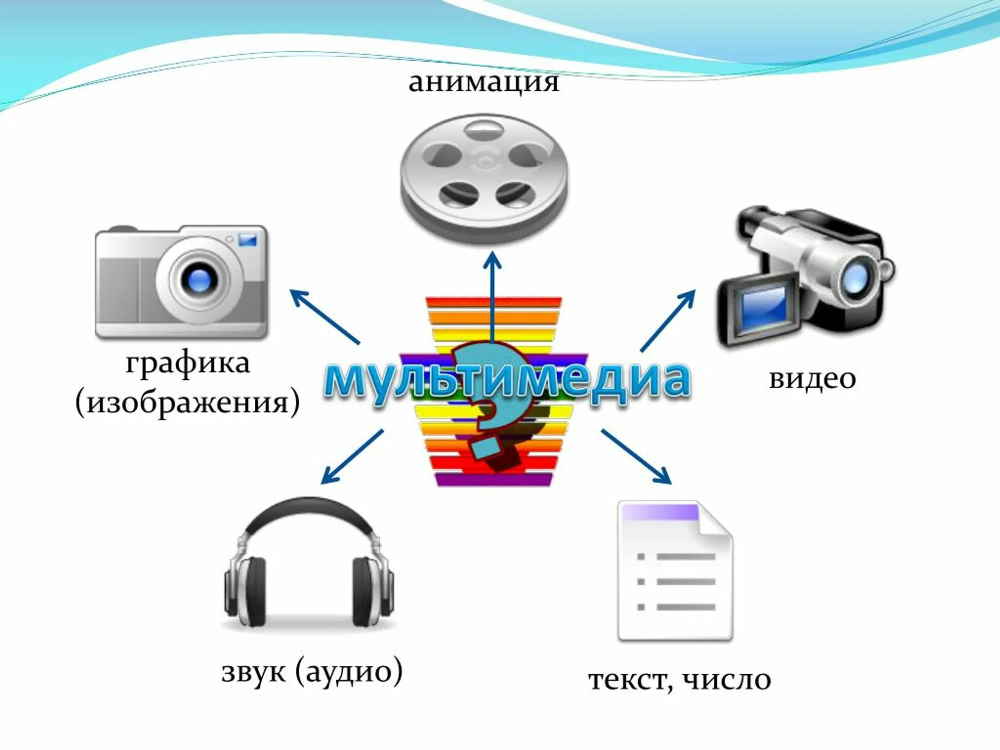 анимация
графика
(изображения)
мультимедиа
видео
звук (аудио)
текст, число